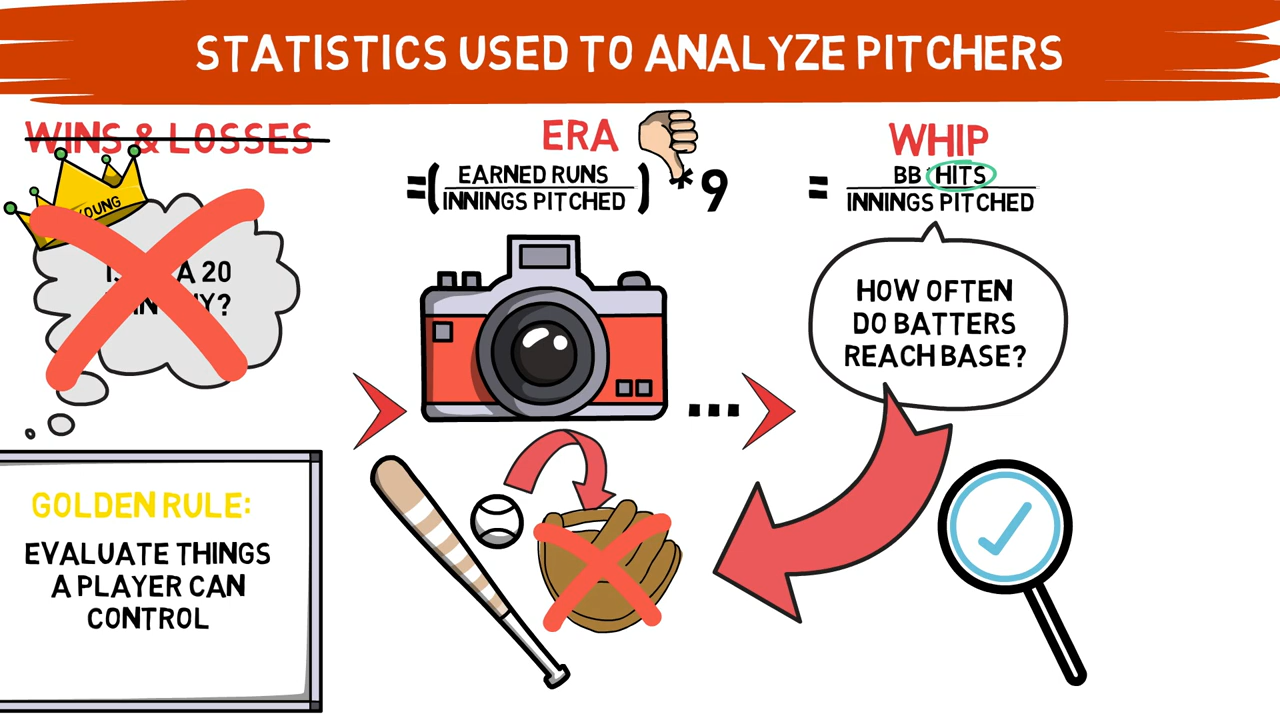 STATISTICS USED TO ANALYZE PITCHERS
WINS & LOSSES
YOUNG
A 20
?
GOLDEN RULE:
EVALUATE THINGS
A PLAYER CAN
CONTROL
ERA
=(EARNED RUNS
INNINGS PITCHED) * 9
...
WHIP
= BB HITS
INNINGS PITCHED
HOW OFTEN
DO BATTERS
REACH BASE?